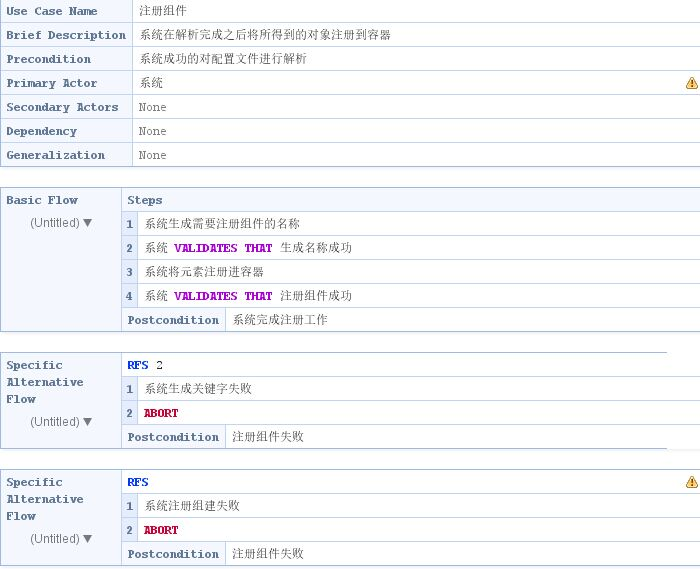 Use Case Name 注册组件
Brief Description 系统在解析完成之后将所得到的对象注册到容器
Precondition 系统成功的对配置文件进行解析
Primary Actor 系统
Secondary Actors None
Dependency None
Generalization None
Basic Flow Steps
(Untitled) ▼
1 系统生成需要注册组件的名称
2 系统 VALIDATES THAT 生成名称成功
3 系统将元素注册进容器
4 系统 VALIDATES THAT 注册组件成功
Postcondition 系统完成注册工作
Specific Alternative Flow RFS 2
(Untitled) ▼
1 系统生成关键字失败
2 ABORT
Postcondition 注册组件失败
Specific Alternative Flow RFS
(Untitled) ▼
1 系统注册组建失败
2 ABORT
Postcondition 注册组件失败